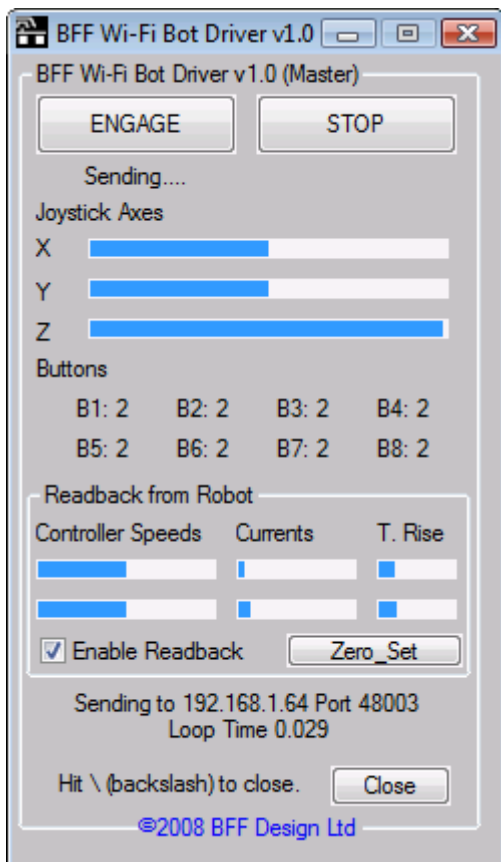 BFF Wi-Fi Bot Driver v1.0
BFF Wi-Fi Bot Driver v1.0 (Master)
ENGAGE STOP
Sending....
Joystick Axes
X
Y
Z
Buttons
B1: 2 B2: 2 B3: 2 B4: 2
B5: 2 B6: 2 B7: 2 B8: 2
Readback from Robot
Controller Speeds Currents T. Rise
Enable Readback Zero_Set
Sending to 192.168.1.64 Port 48003
Loop Time 0.029
Hit \ (backslash) to close. Close
©2008 BFF Design Ltd